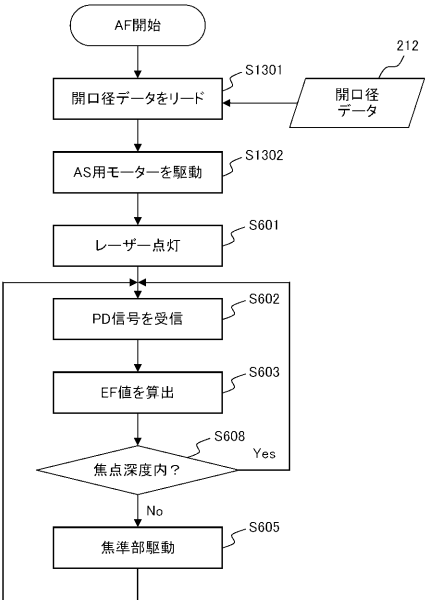 AF開始
S1301
212
開口径データをリード
開口径
データ
S1302
AS用モーターを駆動
S601
レーザー点灯
S602
PD信号を受信
S603
EF値を算出
S608
焦点深度内?
Yes
No
S605
焦準部駆動